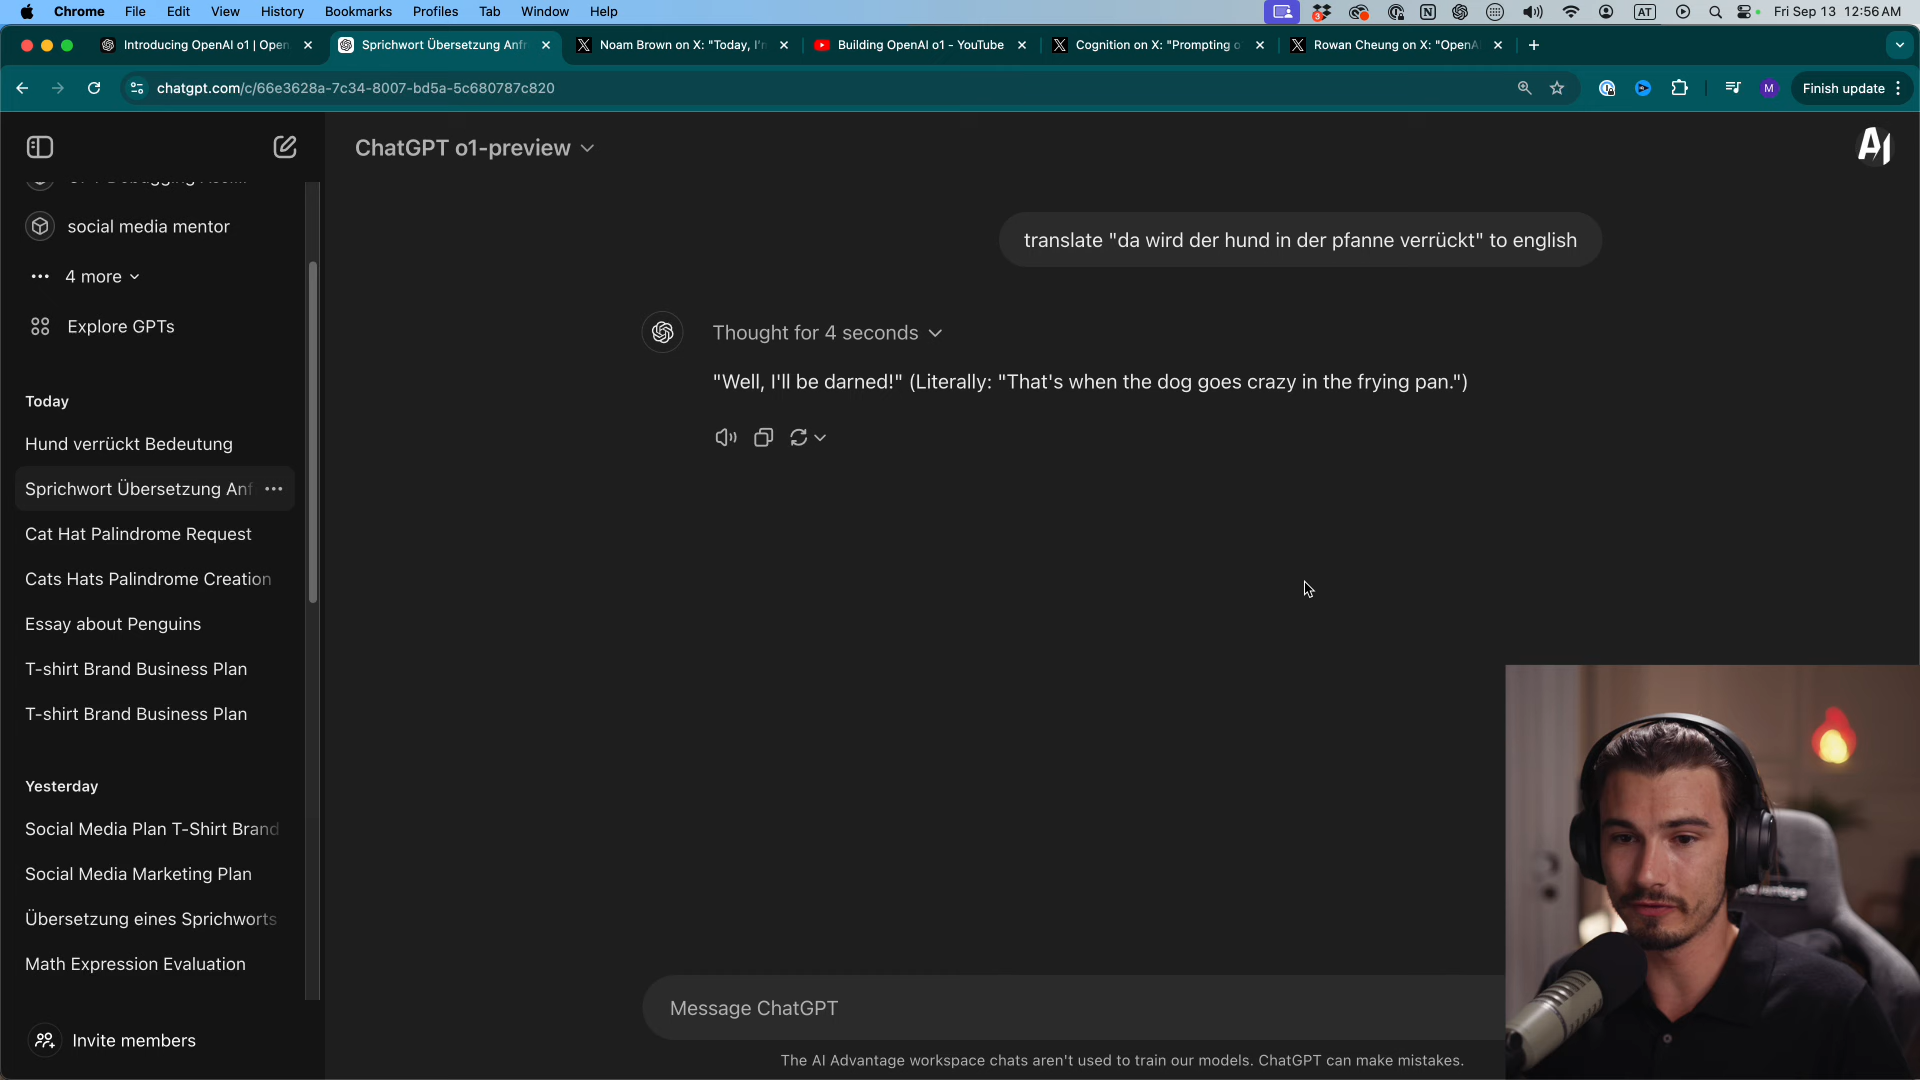 Chrome File Edit View History Bookmarks Profiles Tab Window Help
3 AT Fri Sep 13 12:56 AM
Introducing OpenAI o1 | Open
Sprichwort Übersetzung Anfr
Noam Brown on X: "Today, I'm
Building OpenAI o1 - YouTube
Cognition on X: "Prompting o
Rowan Cheung on X: "OpenA
chatgpt.com/c/66e3628a-7c34-8007-bd5a-5c680787c820
M
Finish update
ChatGPT o1-preview
AI
social media mentor
4 more
Explore GPTs
Today
Hund verrückt Bedeutung
Sprichwort Übersetzung Anf
Cat Hat Palindrome Request
Cats Hats Palindrome Creation
Essay about Penguins
T-shirt Brand Business Plan
T-shirt Brand Business Plan
Yesterday
Social Media Plan T-Shirt Brand
Social Media Marketing Plan
Übersetzung eines Sprichworts
Math Expression Evaluation
Invite members
translate "da wird der hund in der pfanne verrückt" to english
Thought for 4 seconds
"Well, I'll be darned!" (Literally: "That's when the dog goes crazy in the frying pan.")
Message ChatGPT
The AI Advantage workspace chats aren't used to train our models. ChatGPT can make mistakes.